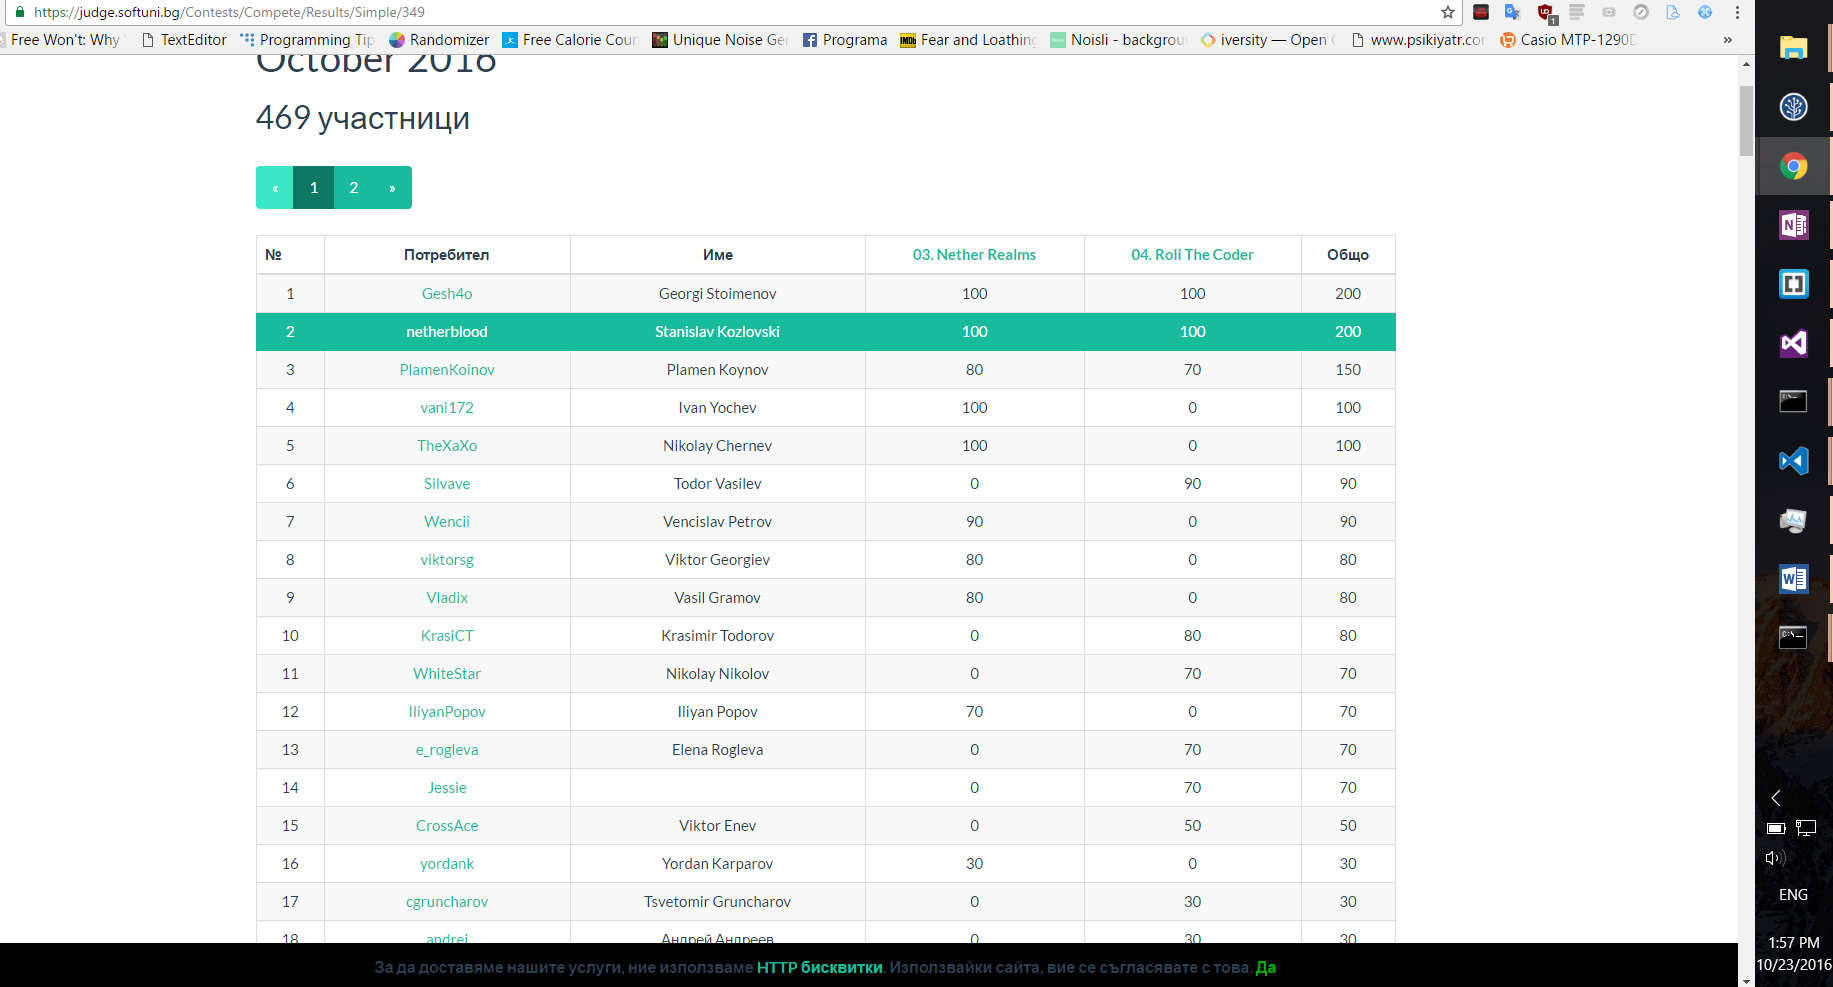 https://judge.softuni.bg/Contests/Compete/Results/Simple/349
Free Won't: Why TextEditor Programming Tip Randomizer Free Calorie Coun Unique Noise Ge Programa Fear and Loathing Noisli - backgrou iversity — Open www.psikiyatr.co Casio MTP-1290D »
October 2016
469 участници
« 1 2 »
№ Потребител Име 03. Nether Realms 04. Roli The Coder Общо
1 Gesh4o Georgi Stoimenov 100 100 200
2 netherblood Stanislav Kozlovski 100 100 200
3 PlamenKoinov Plamen Koynov 80 70 150
4 vani172 Ivan Yochev 100 0 100
5 TheXaXo Nikolay Chernev 100 0 100
6 Silvave Todor Vasilev 0 90 90
7 Wencii Vencislav Petrov 90 0 90
8 viktorsg Viktor Georgiev 80 0 80
9 Vladix Vasil Gramov 80 0 80
10 KrasiCT Krasimir Todorov 0 80 80
11 WhiteStar Nikolay Nikolov 0 70 70
12 IliyanPopov Iliyan Popov 70 0 70
13 e_rogleva Elena Rogleva 0 70 70
14 Jessie 0 70 70
15 CrossAce Viktor Enev 0 50 50
16 yordank Yordan Karparov 30 0 30
17 cgruncharov Tsvetomir Gruncharov 0 30 30
18 andrei Андрей Андреев 0 30 30
За да доставяме нашите услуги, ние използваме HTTP бисквитки. Използвайки сайта, вие се съгласявате с това. Да
ENG
1:57 PM
10/23/2016